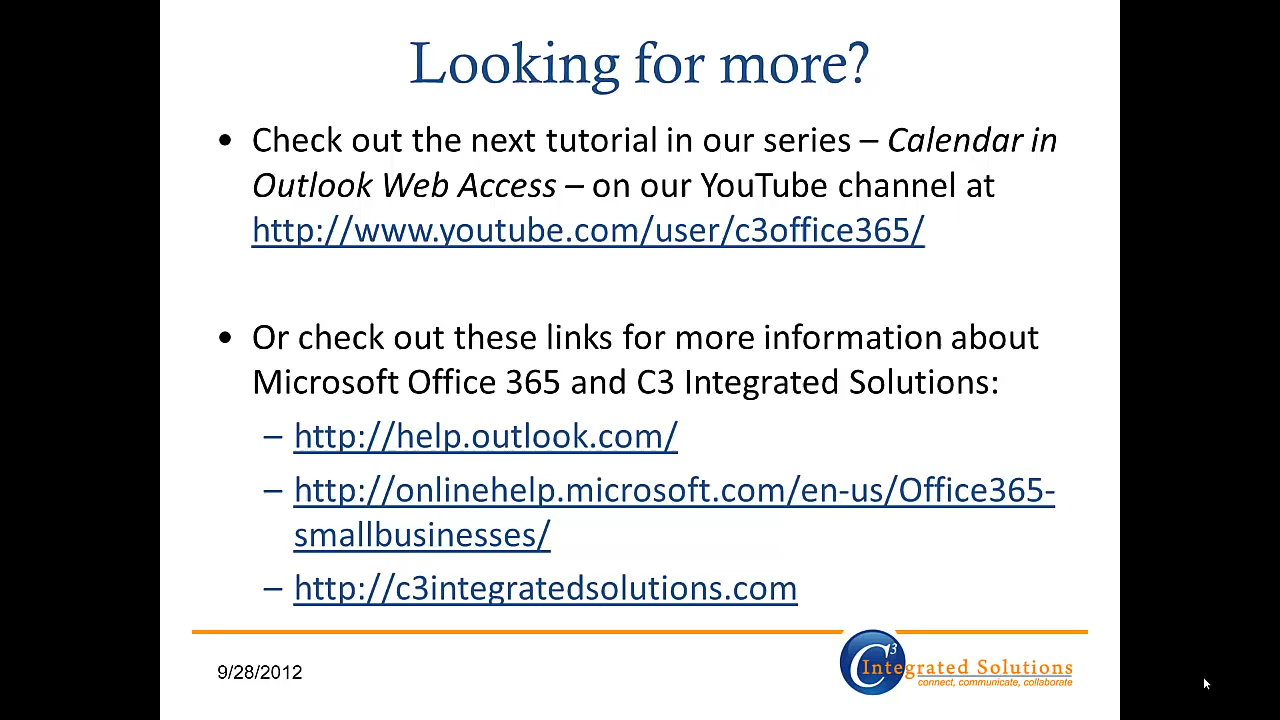 Looking for more?
• Check out the next tutorial in our series – Calendar in
Outlook Web Access – on our YouTube channel at
http://www.youtube.com/user/c3office365/
• Or check out these links for more information about
Microsoft Office 365 and C3 Integrated Solutions:
– http://help.outlook.com/
– http://onlinehelp.microsoft.com/en-us/Office365-
smallbusinesses/
– http://c3integratedsolutions.com
9/28/2012
C3 Integrated Solutions
connect, communicate, collaborate